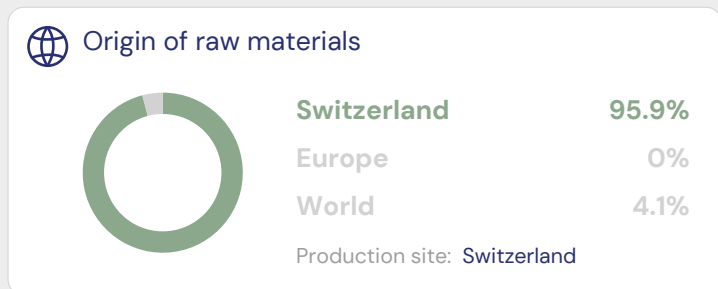 Origin of raw materials
Switzerland 95.9%
Europe 0%
World 4.1%
Production site: Switzerland